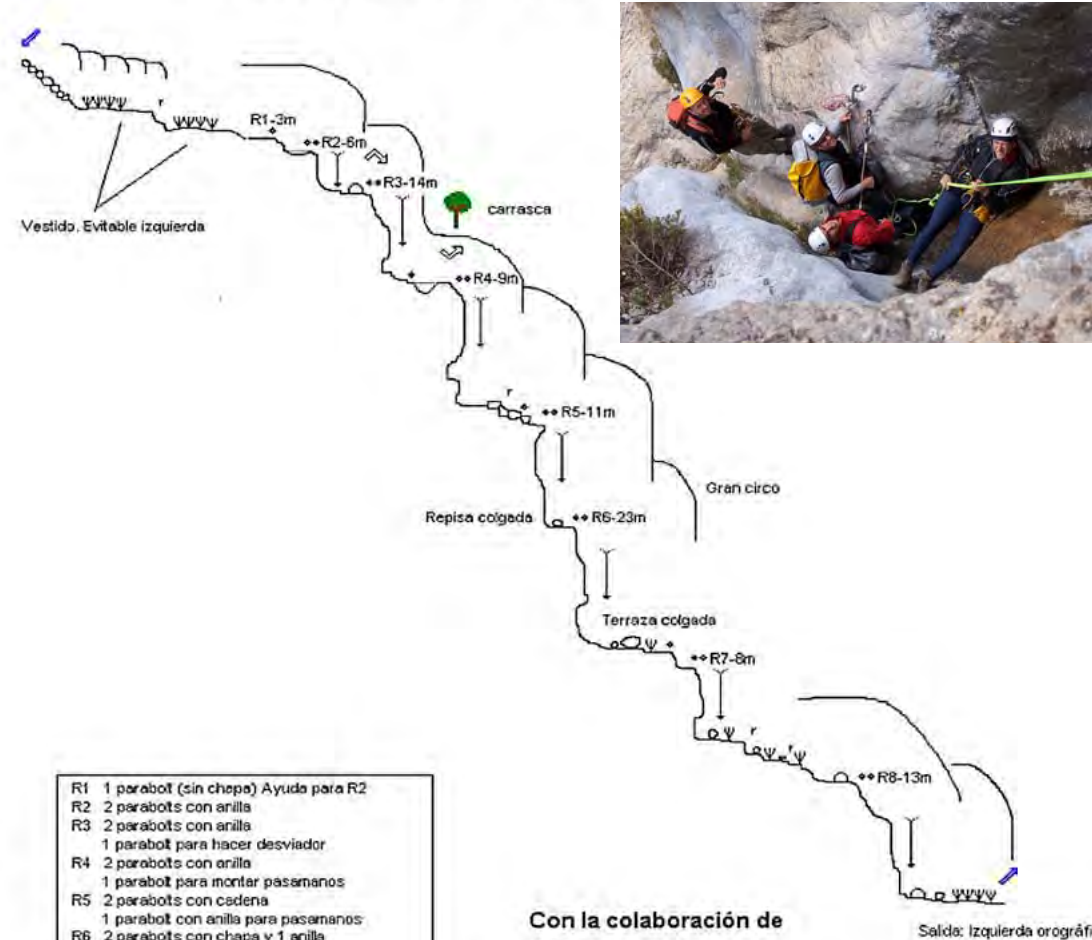 R1-3m
R2-6m
R3-14m
carrasca
Vestido. Evitable izquierda
R4-9m
r
r
R5-11m
Gran circo
Repisa colgada
R6-23m
Terraza colgada
R7-8m
r
r
R8-13m
R1 1 parabolt (sin chapa) Ayuda para R2
R2 2 parabolts con anilla
R3 2 parabolts con anilla
1 parabolt para hacer desviador
R4 2 parabolts con anilla
1 parabolt para montar pasamanos
R5 2 parabolts con cadena
1 parabolt con anilla para pasamanos
R6 2 parabolts con chapa y 1 anilla
Con la colaboración de
Salida: Izquierda orográf